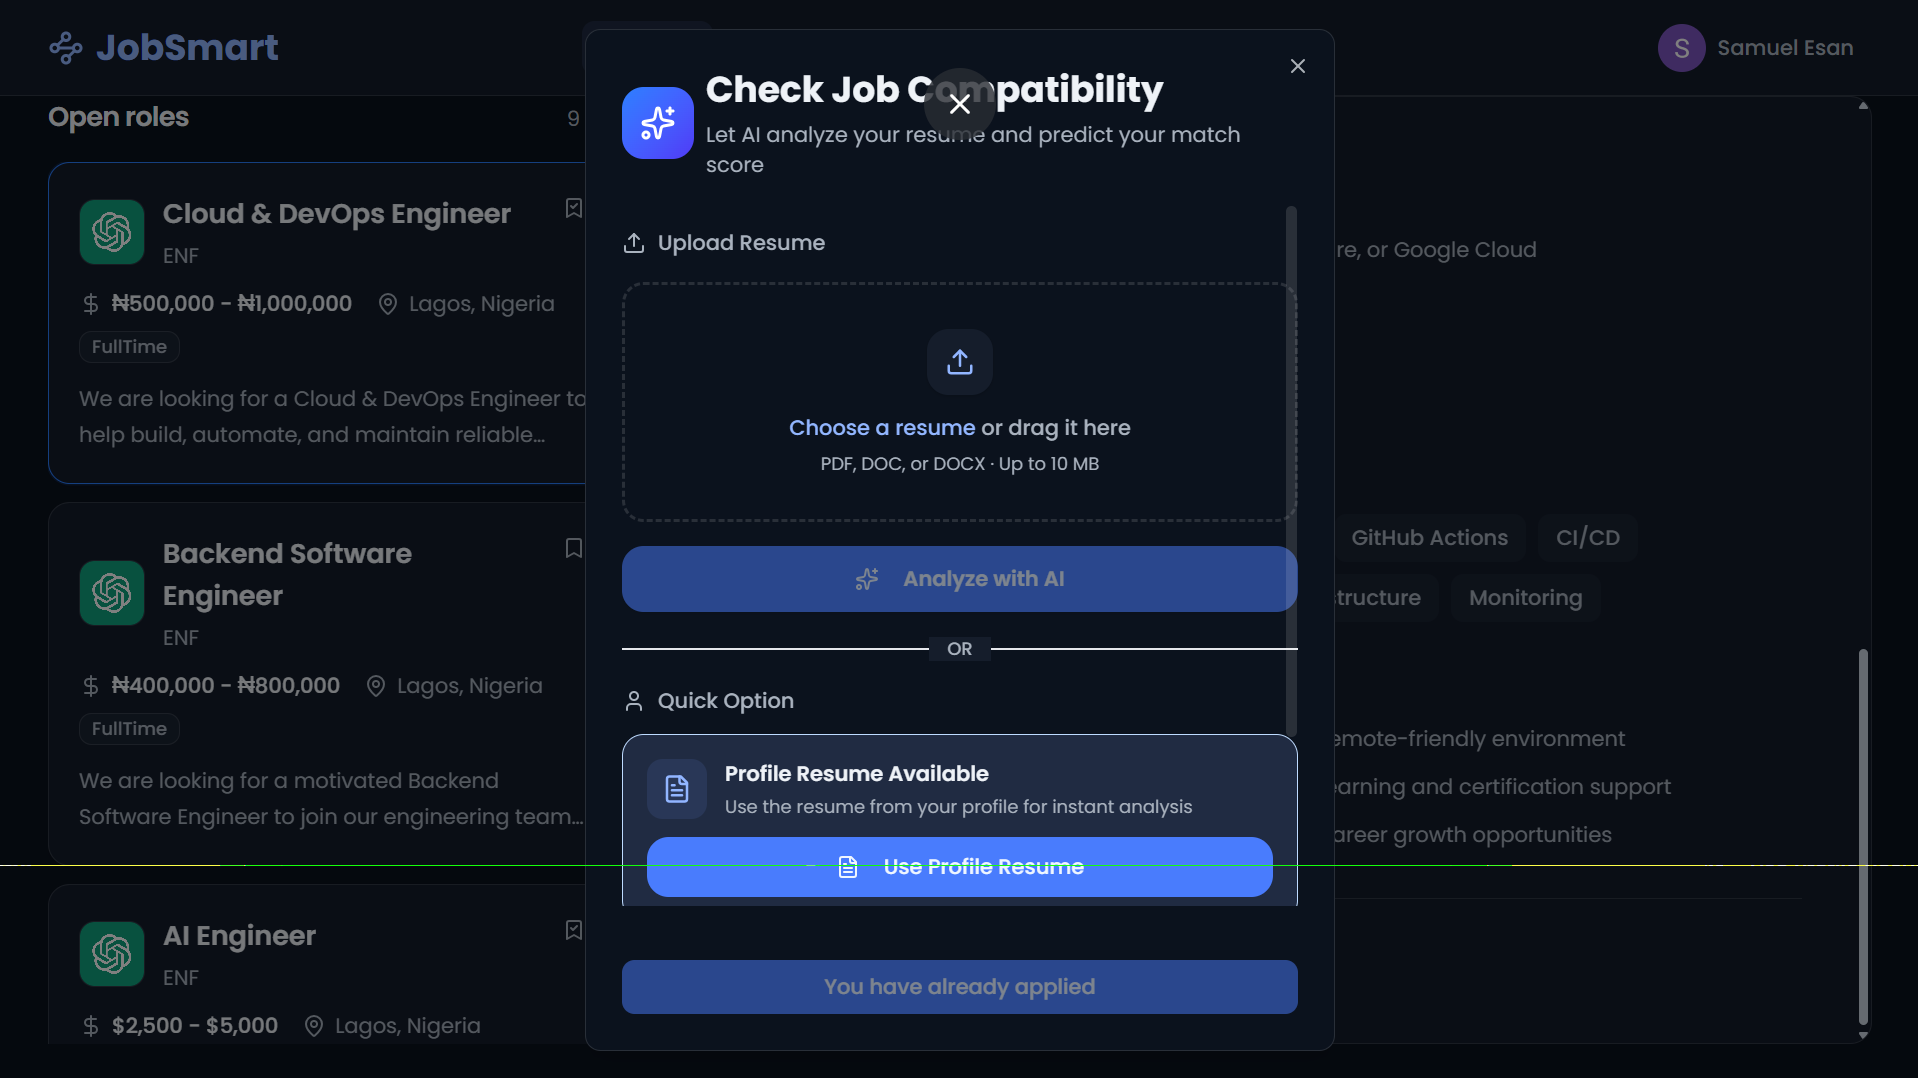 JobSmart
S
Samuel Esan
Open roles
9
Cloud & DevOps Engineer
ENF
₦500,000 - ₦1,000,000
Lagos, Nigeria
FullTime
We are looking for a Cloud & DevOps Engineer to
help build, automate, and maintain reliable...
Backend Software
Engineer
ENF
₦400,000 - ₦800,000
Lagos, Nigeria
FullTime
We are looking for a motivated Backend
Software Engineer to join our engineering team...
AI Engineer
ENF
$2,500 - $5,000
Lagos, Nigeria
Check Job Compatibility
Let AI analyze your resume and predict your match
score
Upload Resume
Choose a resume or drag it here
PDF, DOC, or DOCX · Up to 10 MB
Analyze with AI
OR
Quick Option
Profile Resume Available
Use the resume from your profile for instant analysis
Use Profile Resume
You have already applied
re, or Google Cloud
GitHub Actions
CI/CD
structure
Monitoring
emote-friendly environment
earning and certification support
areer growth opportunities